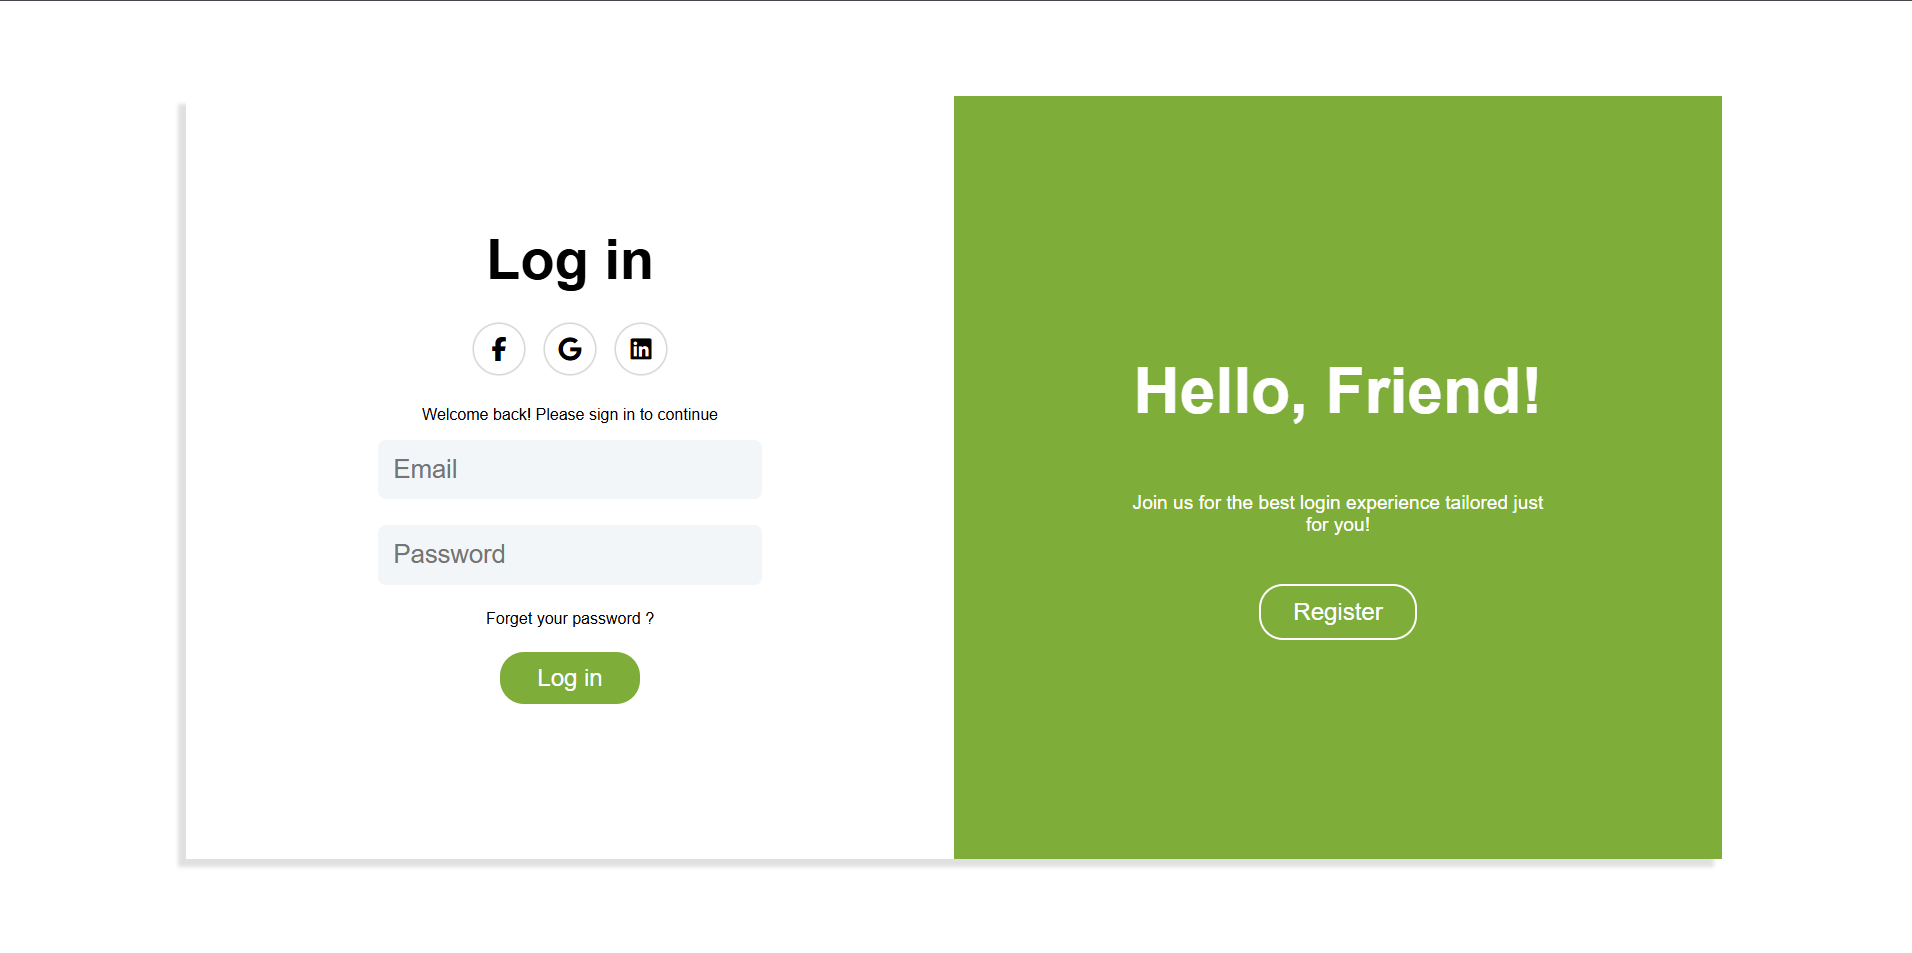 Log in
Welcome back! Please sign in to continue
Email
Password
Forget your password ?
Log in
Hello, Friend!
Join us for the best login experience tailored just
for you!
Register